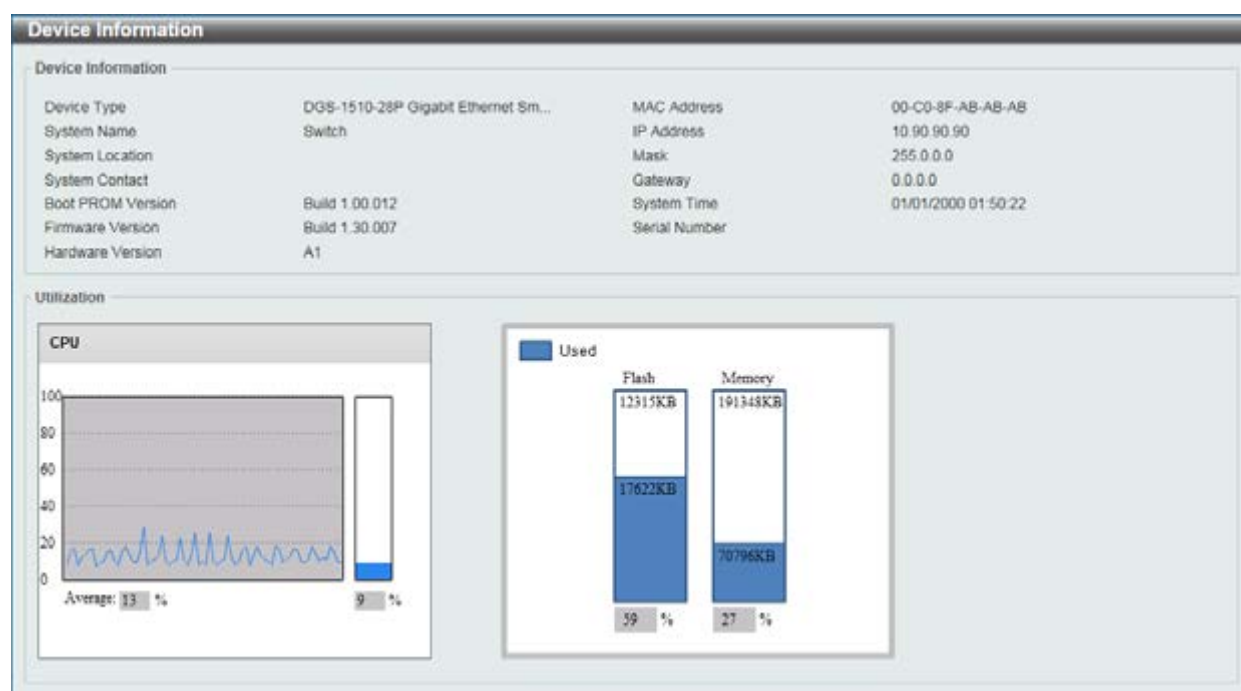 Device Information
Device Information
Device Type DGS-1510-28P Gigabit Ethernet Sm... MAC Address 00-C0-8F-AB-AB-AB
System Name Switch IP Address 10.90.90.90
System Location Mask 255.0.0.0
System Contact Gateway 0.0.0.0
Boot PROM Version Build 1.00.012 System Time 01/01/2000 01:50:22
Firmware Version Build 1.30.007 Serial Number
Hardware Version A1
Utilization
CPU
100
80
60
40
20
0
Average: 13 % 9 %
Used
Flash Memory
12315KB 191348KB
17622KB
70796KB
59 % 27 %